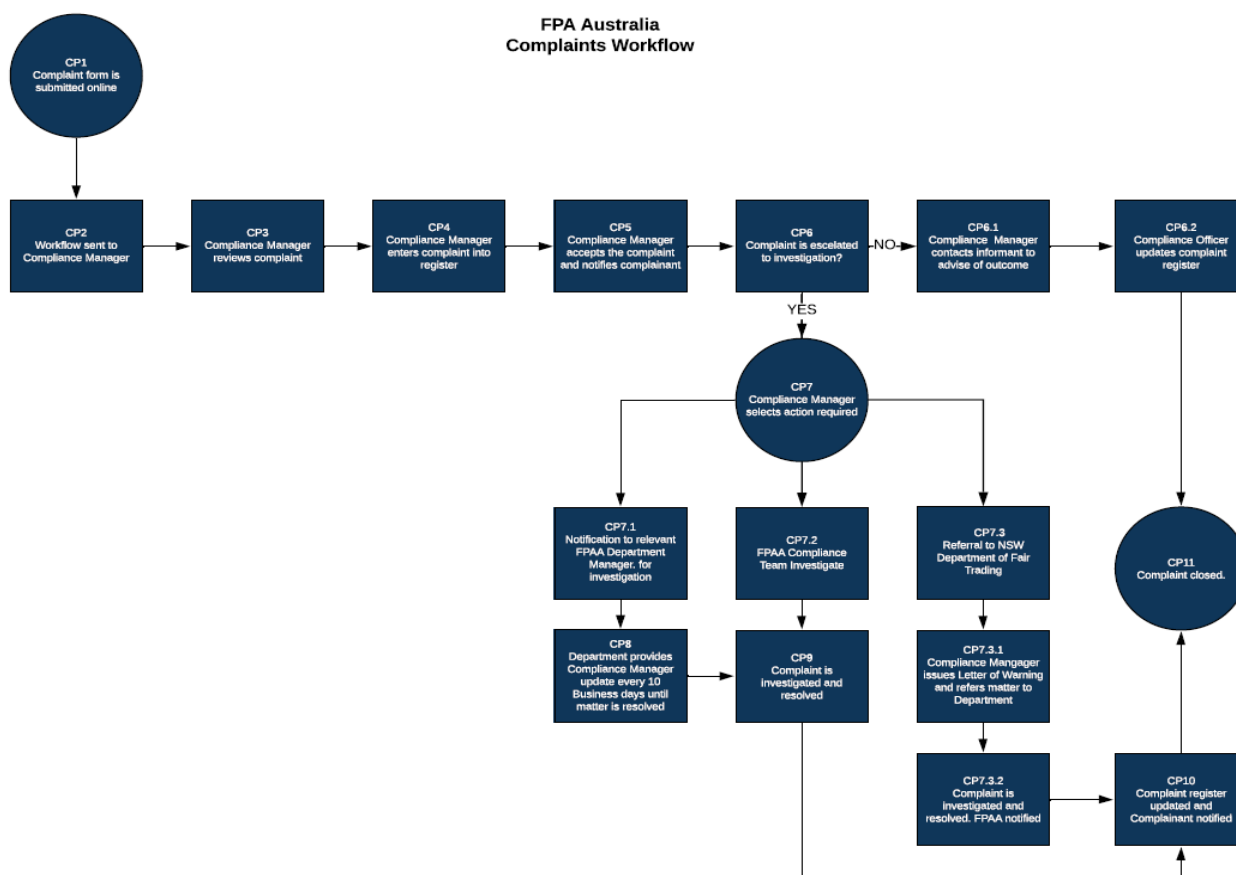 FPA Australia
Complaints Workflow
CP1
Complaint form is
submitted online
CP2
Workflow sent to
Compliance Manager
CP3
Compliance Manager
reviews complaint
CP4
Compliance Manager
enters complaint into
register
CP5
Compliance Manager
accepts the complaint
and notifies complainant
CP6
Complaint is escelated
to investigation?
NO
CP6.1
Compliance Manager
contacts informant to
advise of outcome
CP6.2
Compliance Officer
updates complaint
register
YES
CP7
Compliance Manager
selects action required
CP7.1
Notification to relevant
FPAA Department
Manager. for
investigation
CP7.2
FPAA Compliance
Team Investigate
CP7.3
Referral to NSW
Department of Fair
Trading
CP11
Complaint closed.
CP8
Department provides
Compliance Manager
update every 10
Business days until
matter is resolved
CP9
Complaint is
investigated and
resolved
CP7.3.1
Compliance Mangager
issues Letter of Warning
and refers matter to
Department
CP7.3.2
Complaint is
investigated and
resolved. FPAA notified
CP10
Complaint register
updated and
Complainant notified